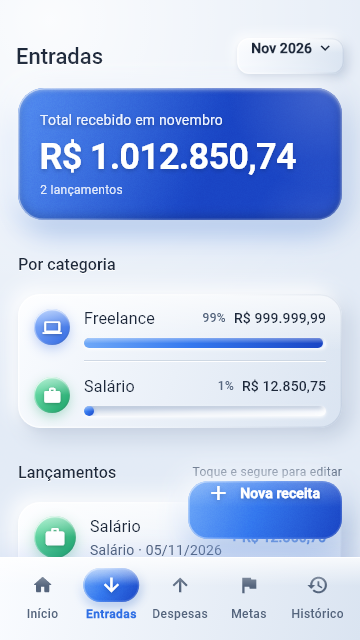 Entradas
Nov 2026
Total recebido em novembro
R$ 1.012.850,74
2 lançamentos
Por categoria
Freelance 99% R$ 999.999,99
Salário 1% R$ 12.850,75
Lançamentos Toque e segure para editar
Nova receita
Salário
Salário · 05/11/2026
Início Entradas Despesas Metas Histórico